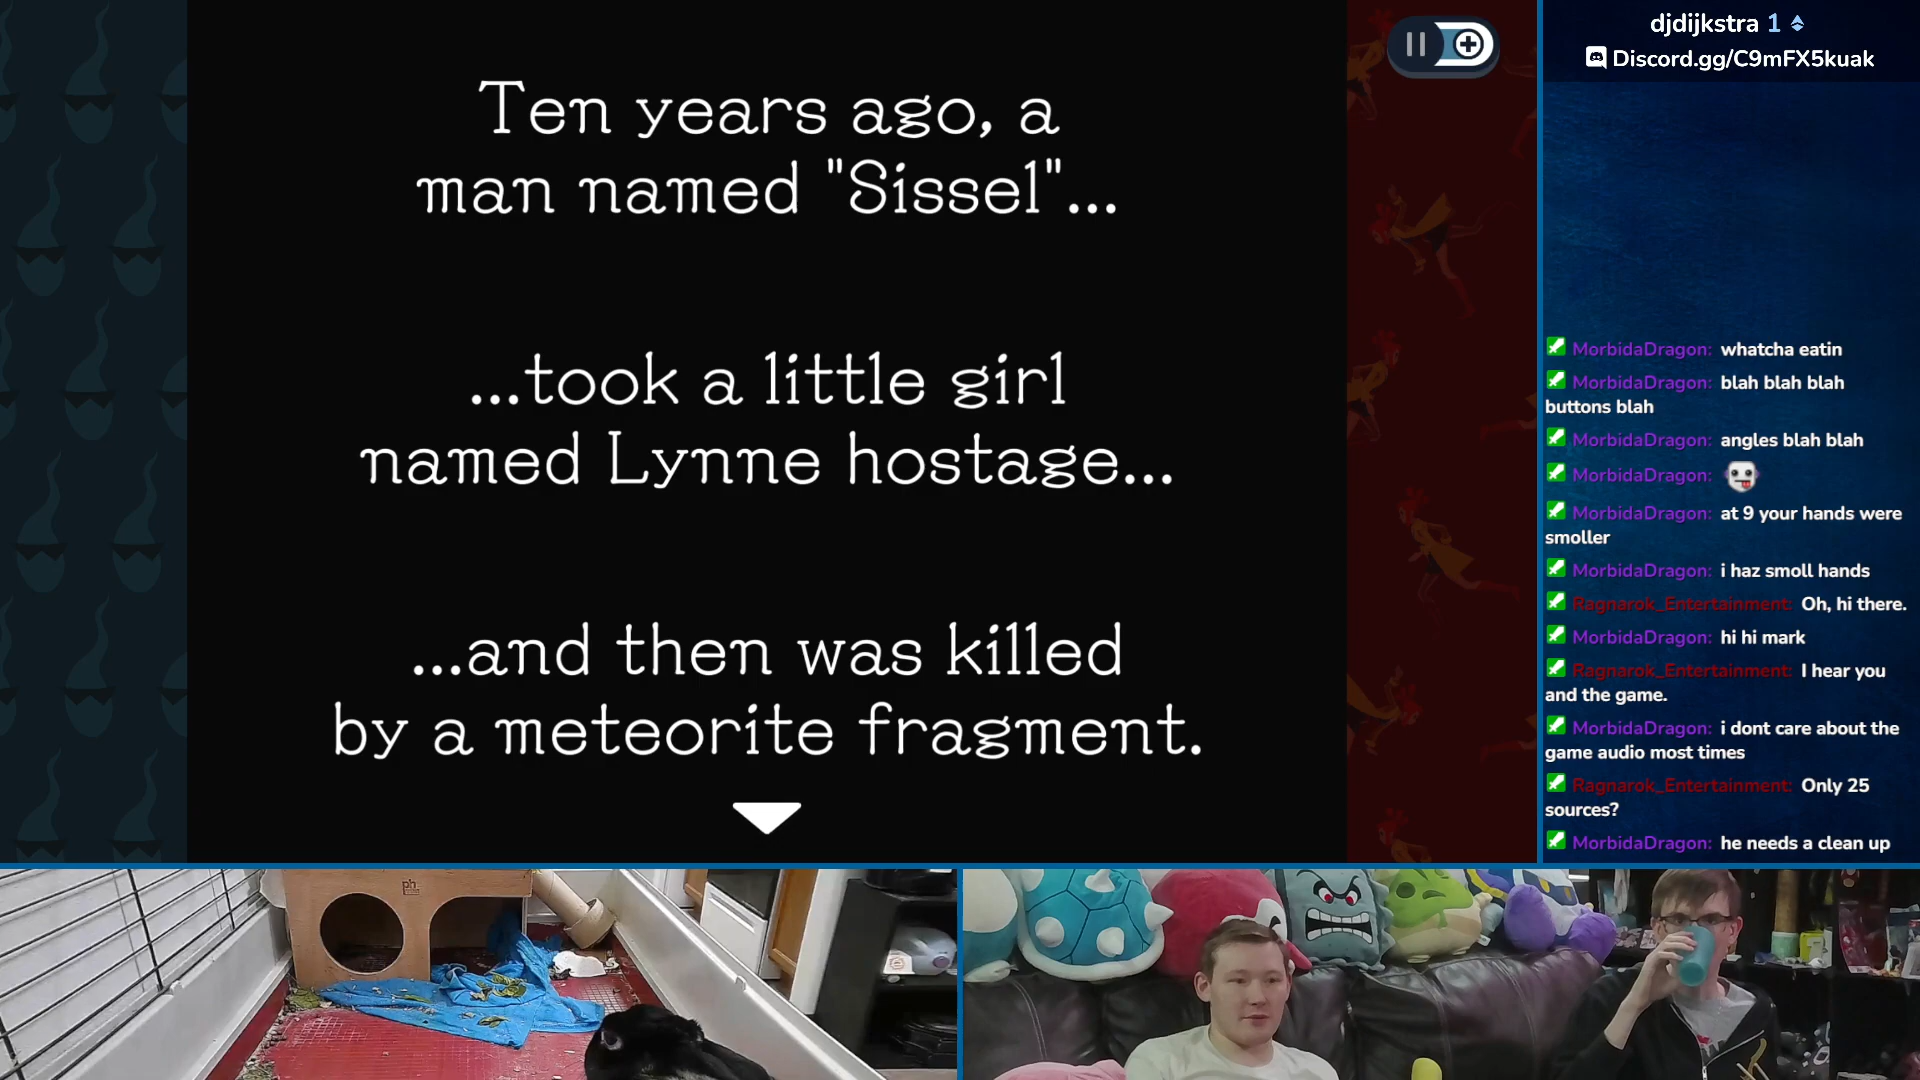 Ten years ago, a
man named "Sissel"...
...took a little girl
named Lynne hostage...
...and then was killed
by a meteorite fragment.
djdijkstra 1
Discord.gg/C9mFX5kuak
MorbidaDragon: whatcha eatin
MorbidaDragon: blah blah blah
buttons blah
MorbidaDragon: angles blah blah
MorbidaDragon:
MorbidaDragon: at 9 your hands were
smoller
MorbidaDragon: i haz smoll hands
Ragnarok_Entertainment: Oh, hi there.
MorbidaDragon: hi hi mark
Ragnarok_Entertainment: I hear you
and the game.
MorbidaDragon: i dont care about the
game audio most times
Ragnarok_Entertainment: Only 25
sources?
MorbidaDragon: he needs a clean up
ph